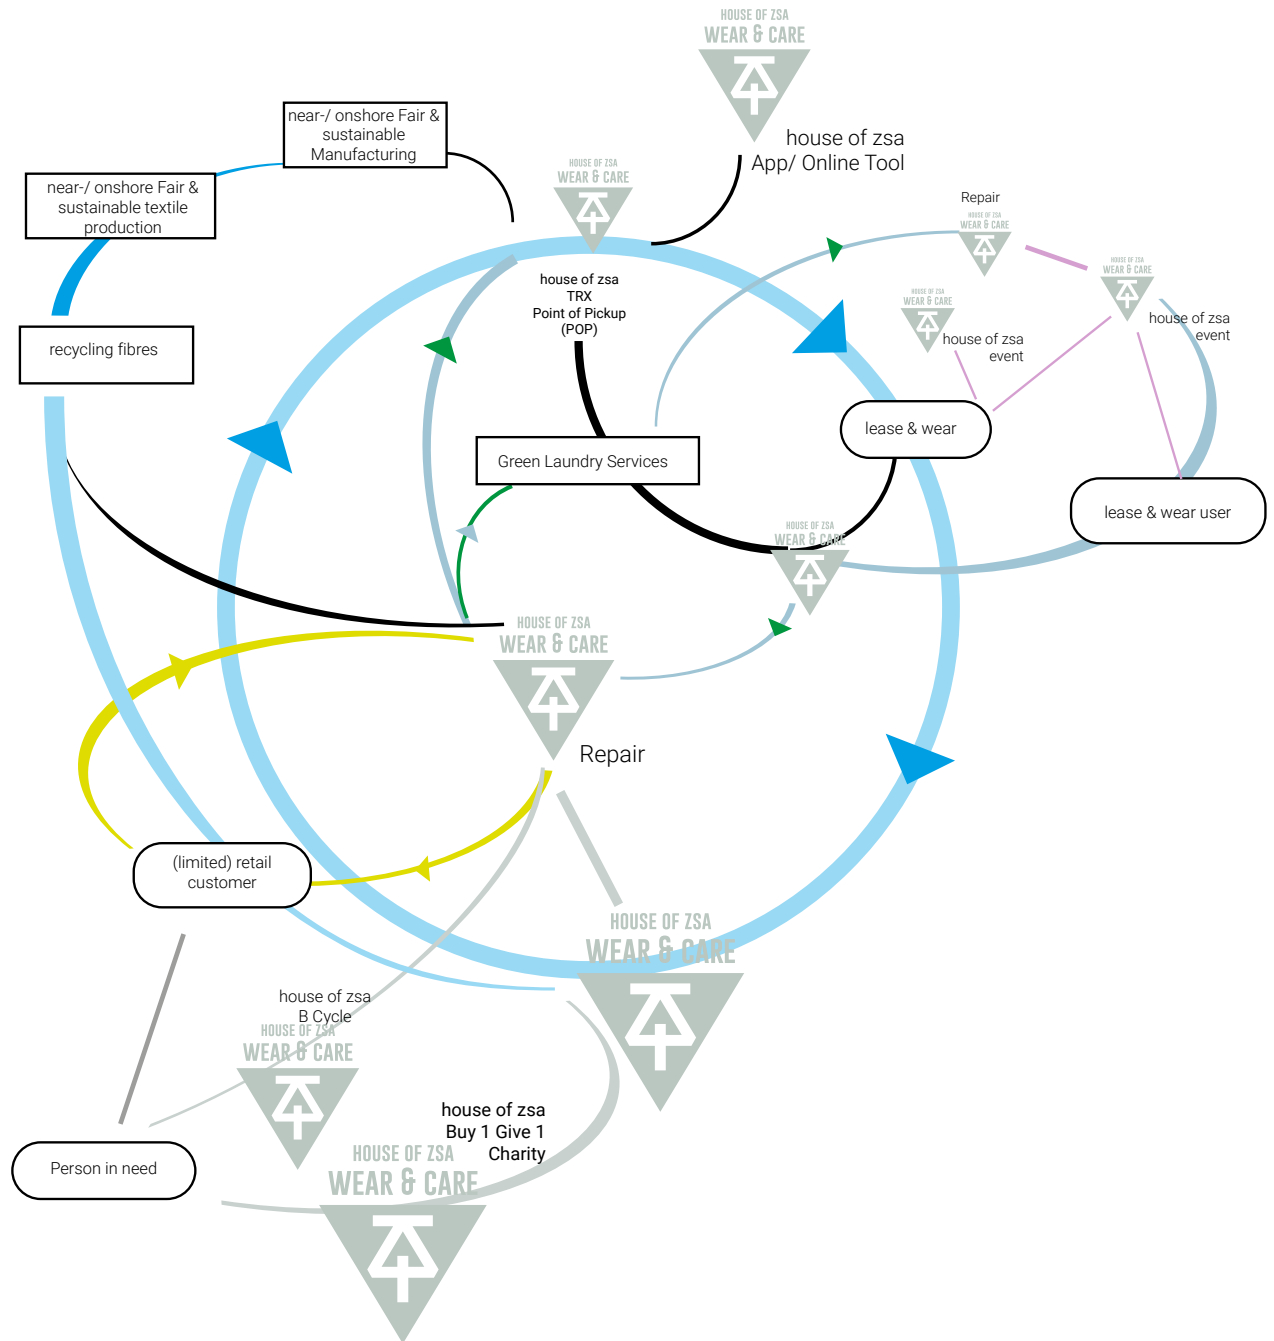 HOUSE OF ZSA
WEAR & CARE
house of zsa
App/ Online Tool
near-/ onshore Fair &
sustainable
Manufacturing
HOUSE OF ZSA
WEAR & CARE
near-/ onshore Fair &
sustainable textile
production
Repair
HOUSE OF ZSA
WEAR & CARE
HOUSE OF ZSA
WEAR & CARE
house of zsa
event
HOUSE OF ZSA
WEAR & CARE
house of zsa
event
house of zsa
TRX
Point of Pickup
(POP)
recycling fibres
lease & wear
Green Laundry Services
lease & wear user
HOUSE OF ZSA
WEAR & CARE
HOUSE OF ZSA
WEAR & CARE
Repair
(limited) retail
customer
HOUSE OF ZSA
WEAR & CARE
house of zsa
B Cycle
HOUSE OF ZSA
WEAR & CARE
house of zsa
Buy 1 Give 1
Charity
HOUSE OF ZSA
WEAR & CARE
Person in need